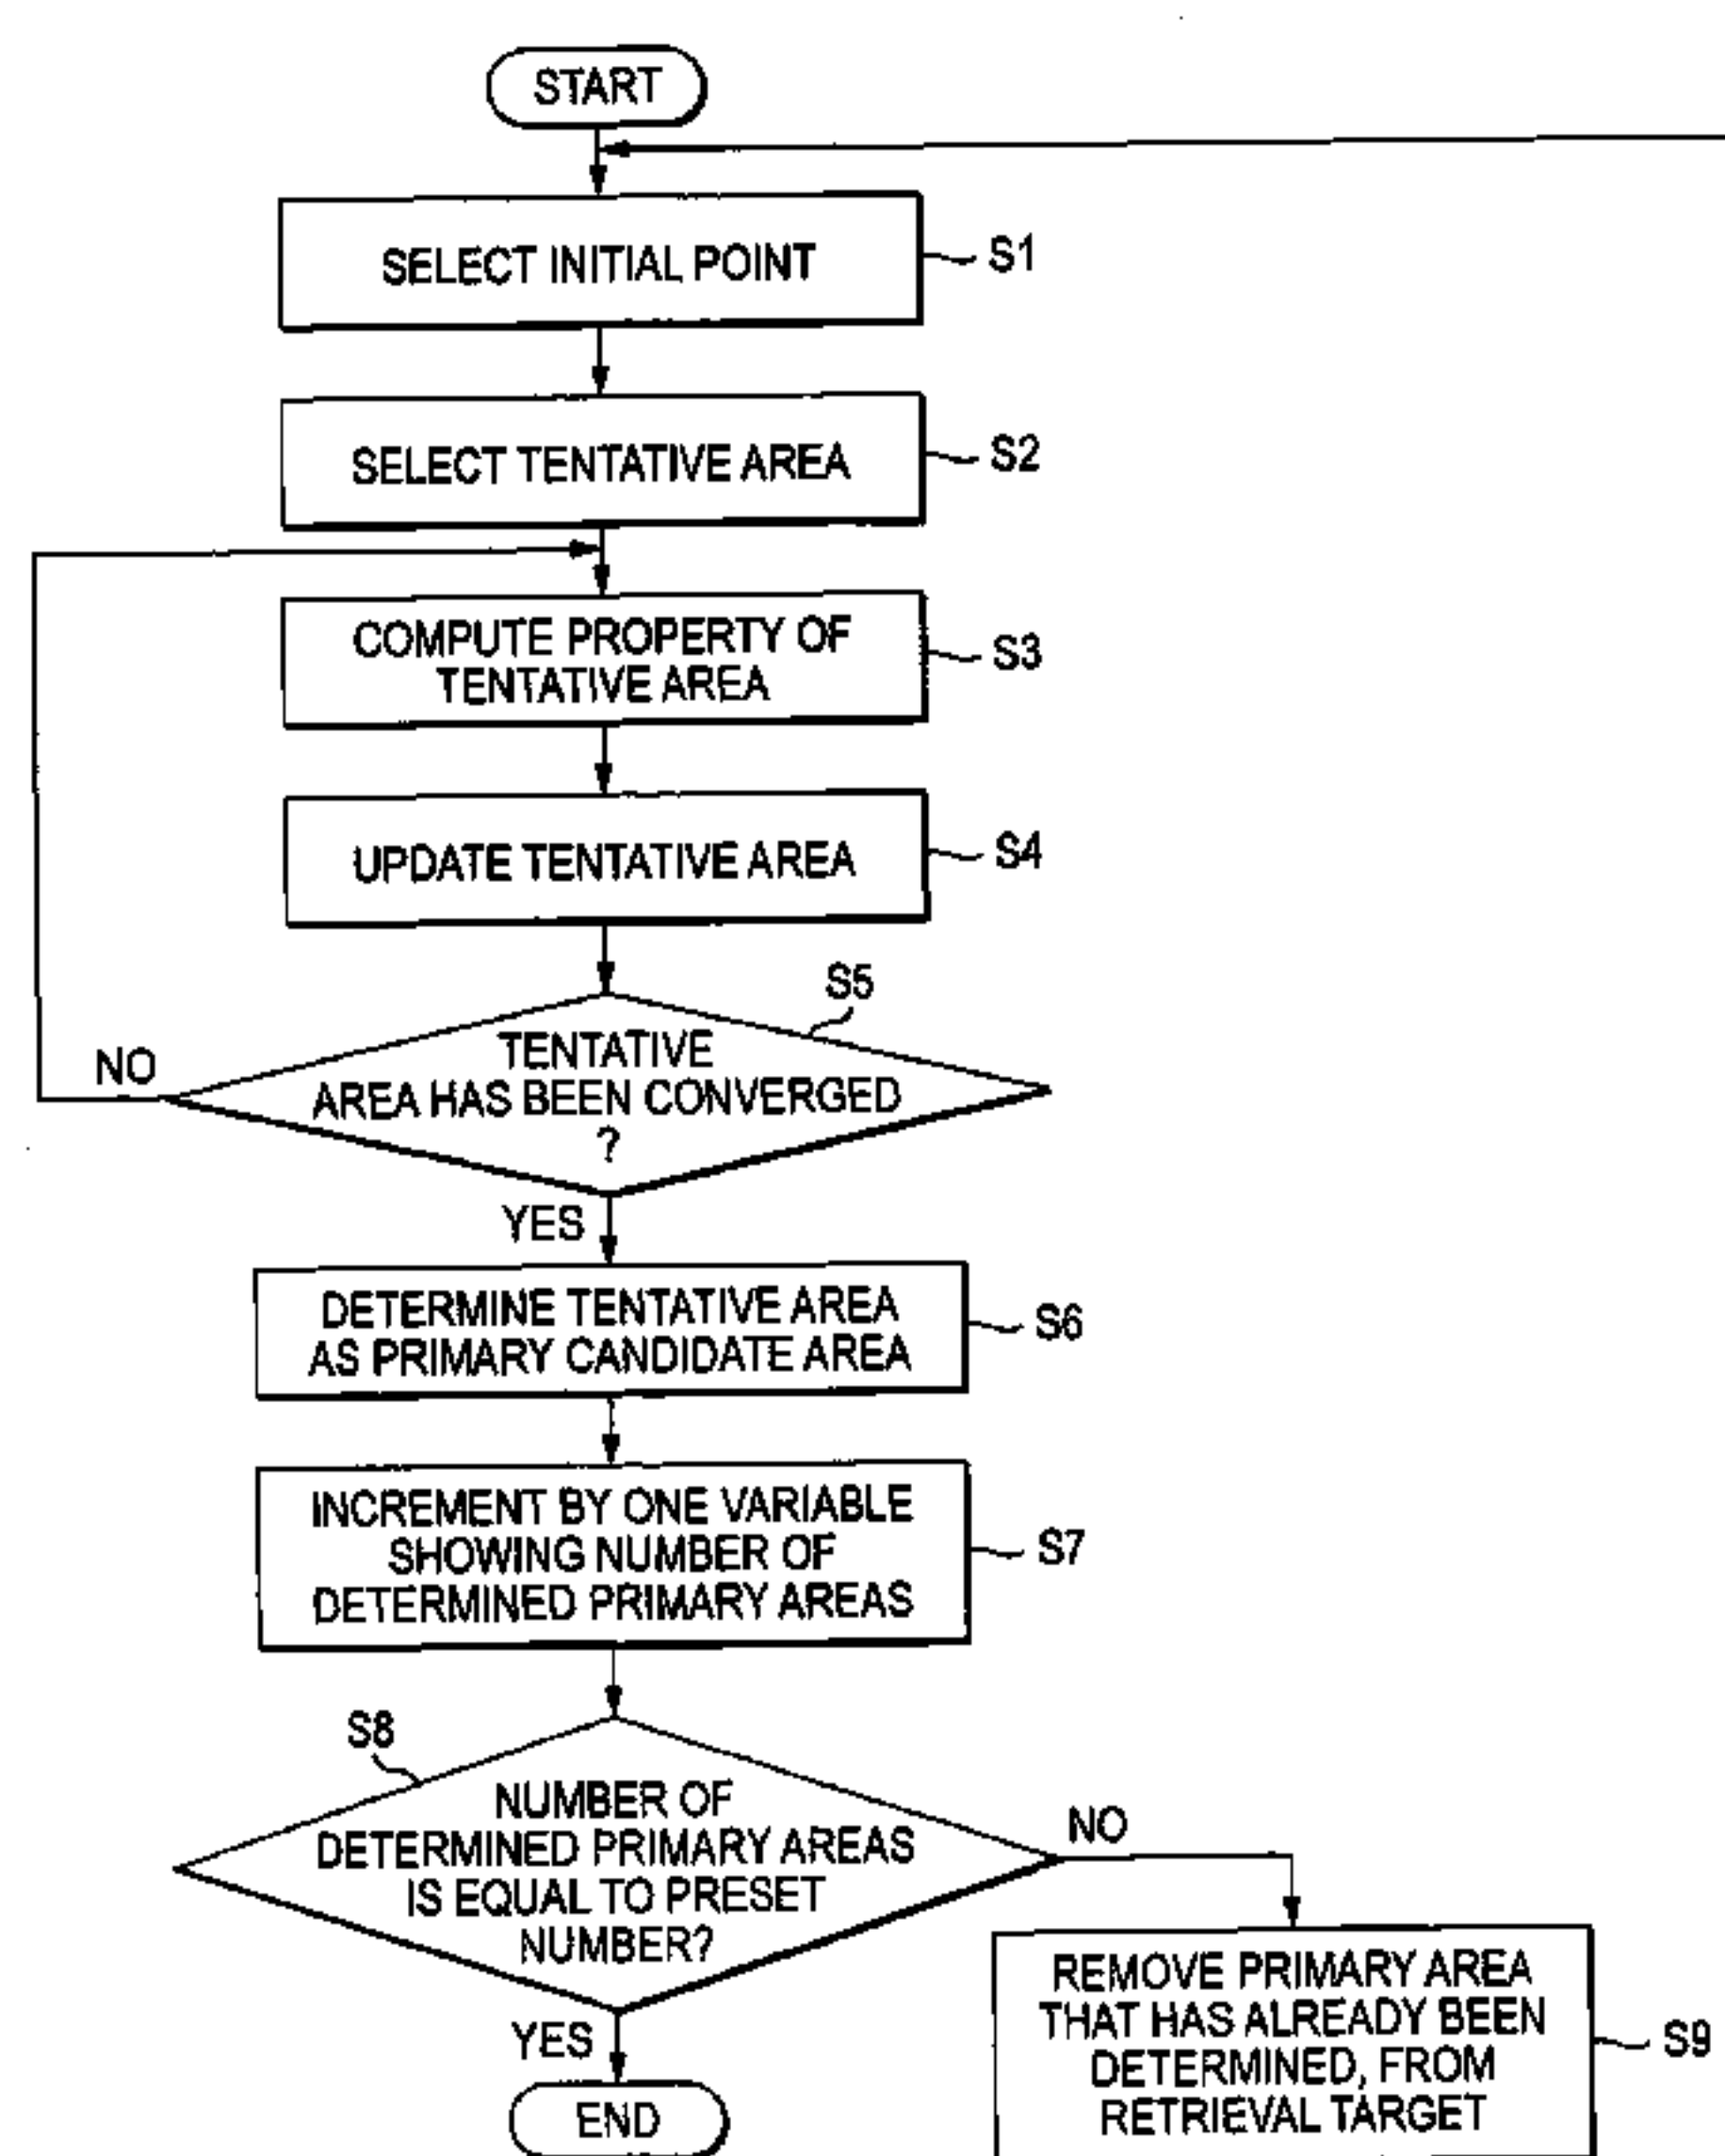 START
SELECT INITIAL POINT
S1
SELECT TENTATIVE AREA
S2
COMPUTE PROPERTY OF
TENTATIVE AREA
S3
UPDATE TENTATIVE AREA
S4
S5
TENTATIVE
AREA HAS BEEN CONVERGED
?
NO
YES
DETERMINE TENTATIVE AREA
AS PRIMARY CANDIDATE AREA
S6
INCREMENT BY ONE VARIABLE
SHOWING NUMBER OF
DETERMINED PRIMARY AREAS
S7
S8
NUMBER OF
DETERMINED PRIMARY AREAS
IS EQUAL TO PRESET
NUMBER?
NO
YES
REMOVE PRIMARY AREA
THAT HAS ALREADY BEEN
DETERMINED, FROM
RETRIEVAL TARGET
S9
END